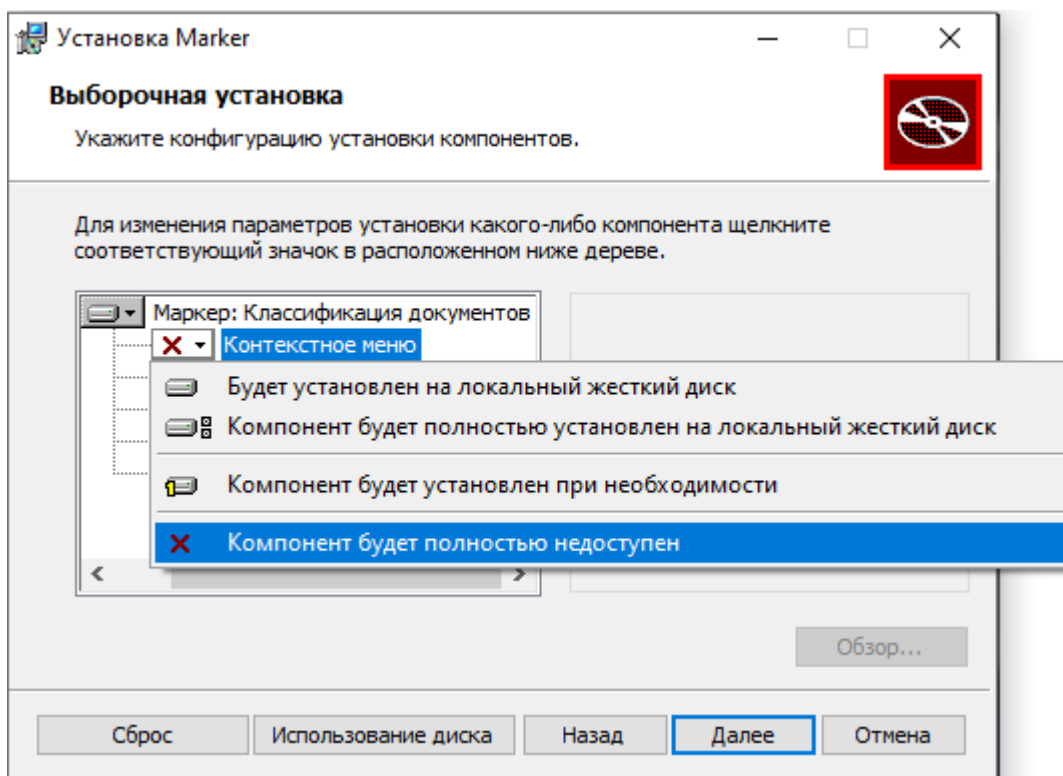 Установка Marker
Выборочная установка
Укажите конфигурацию установки компонентов.
Для изменения параметров установки какого-либо компонента щелкните
соответствующий значок в расположенном ниже дереве.
Маркер: Классификация документов
Контекстное меню
Будет установлен на локальный жесткий диск
Компонент будет полностью установлен на локальный жесткий диск
Компонент будет установлен при необходимости
Компонент будет полностью недоступен
Обзор...
Сброс
Использование диска
Назад
Далее
Отмена